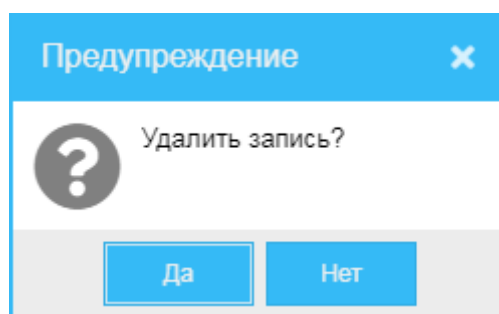 Предупреждение
Удалить запись?
Да
Нет